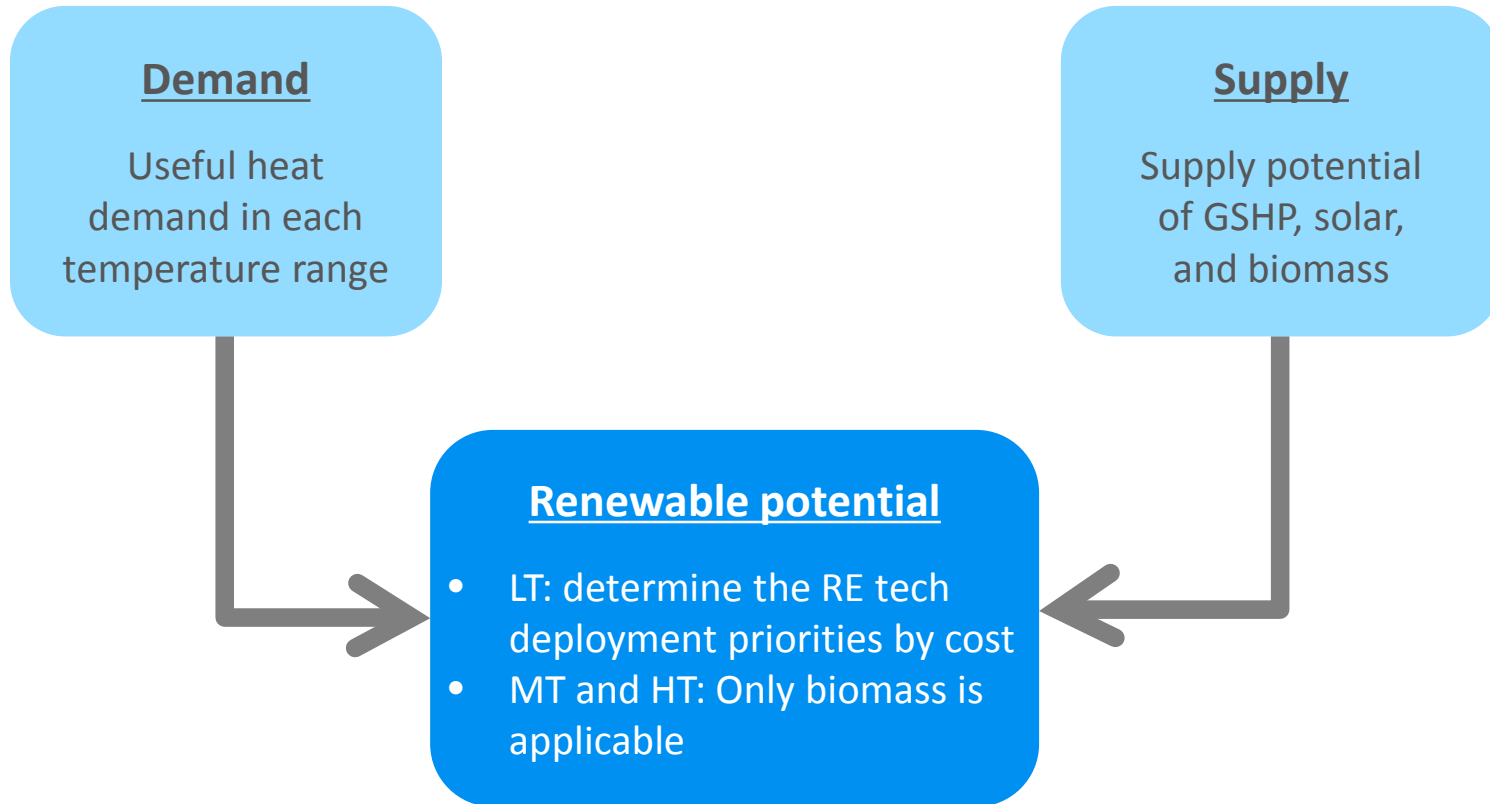 Demand
Useful heat
demand in each
temperature range
Supply
Supply potential
of GSHP, solar,
and biomass
Renewable potential
• LT: determine the RE tech
deployment priorities by cost
• MT and HT: Only biomass is
applicable